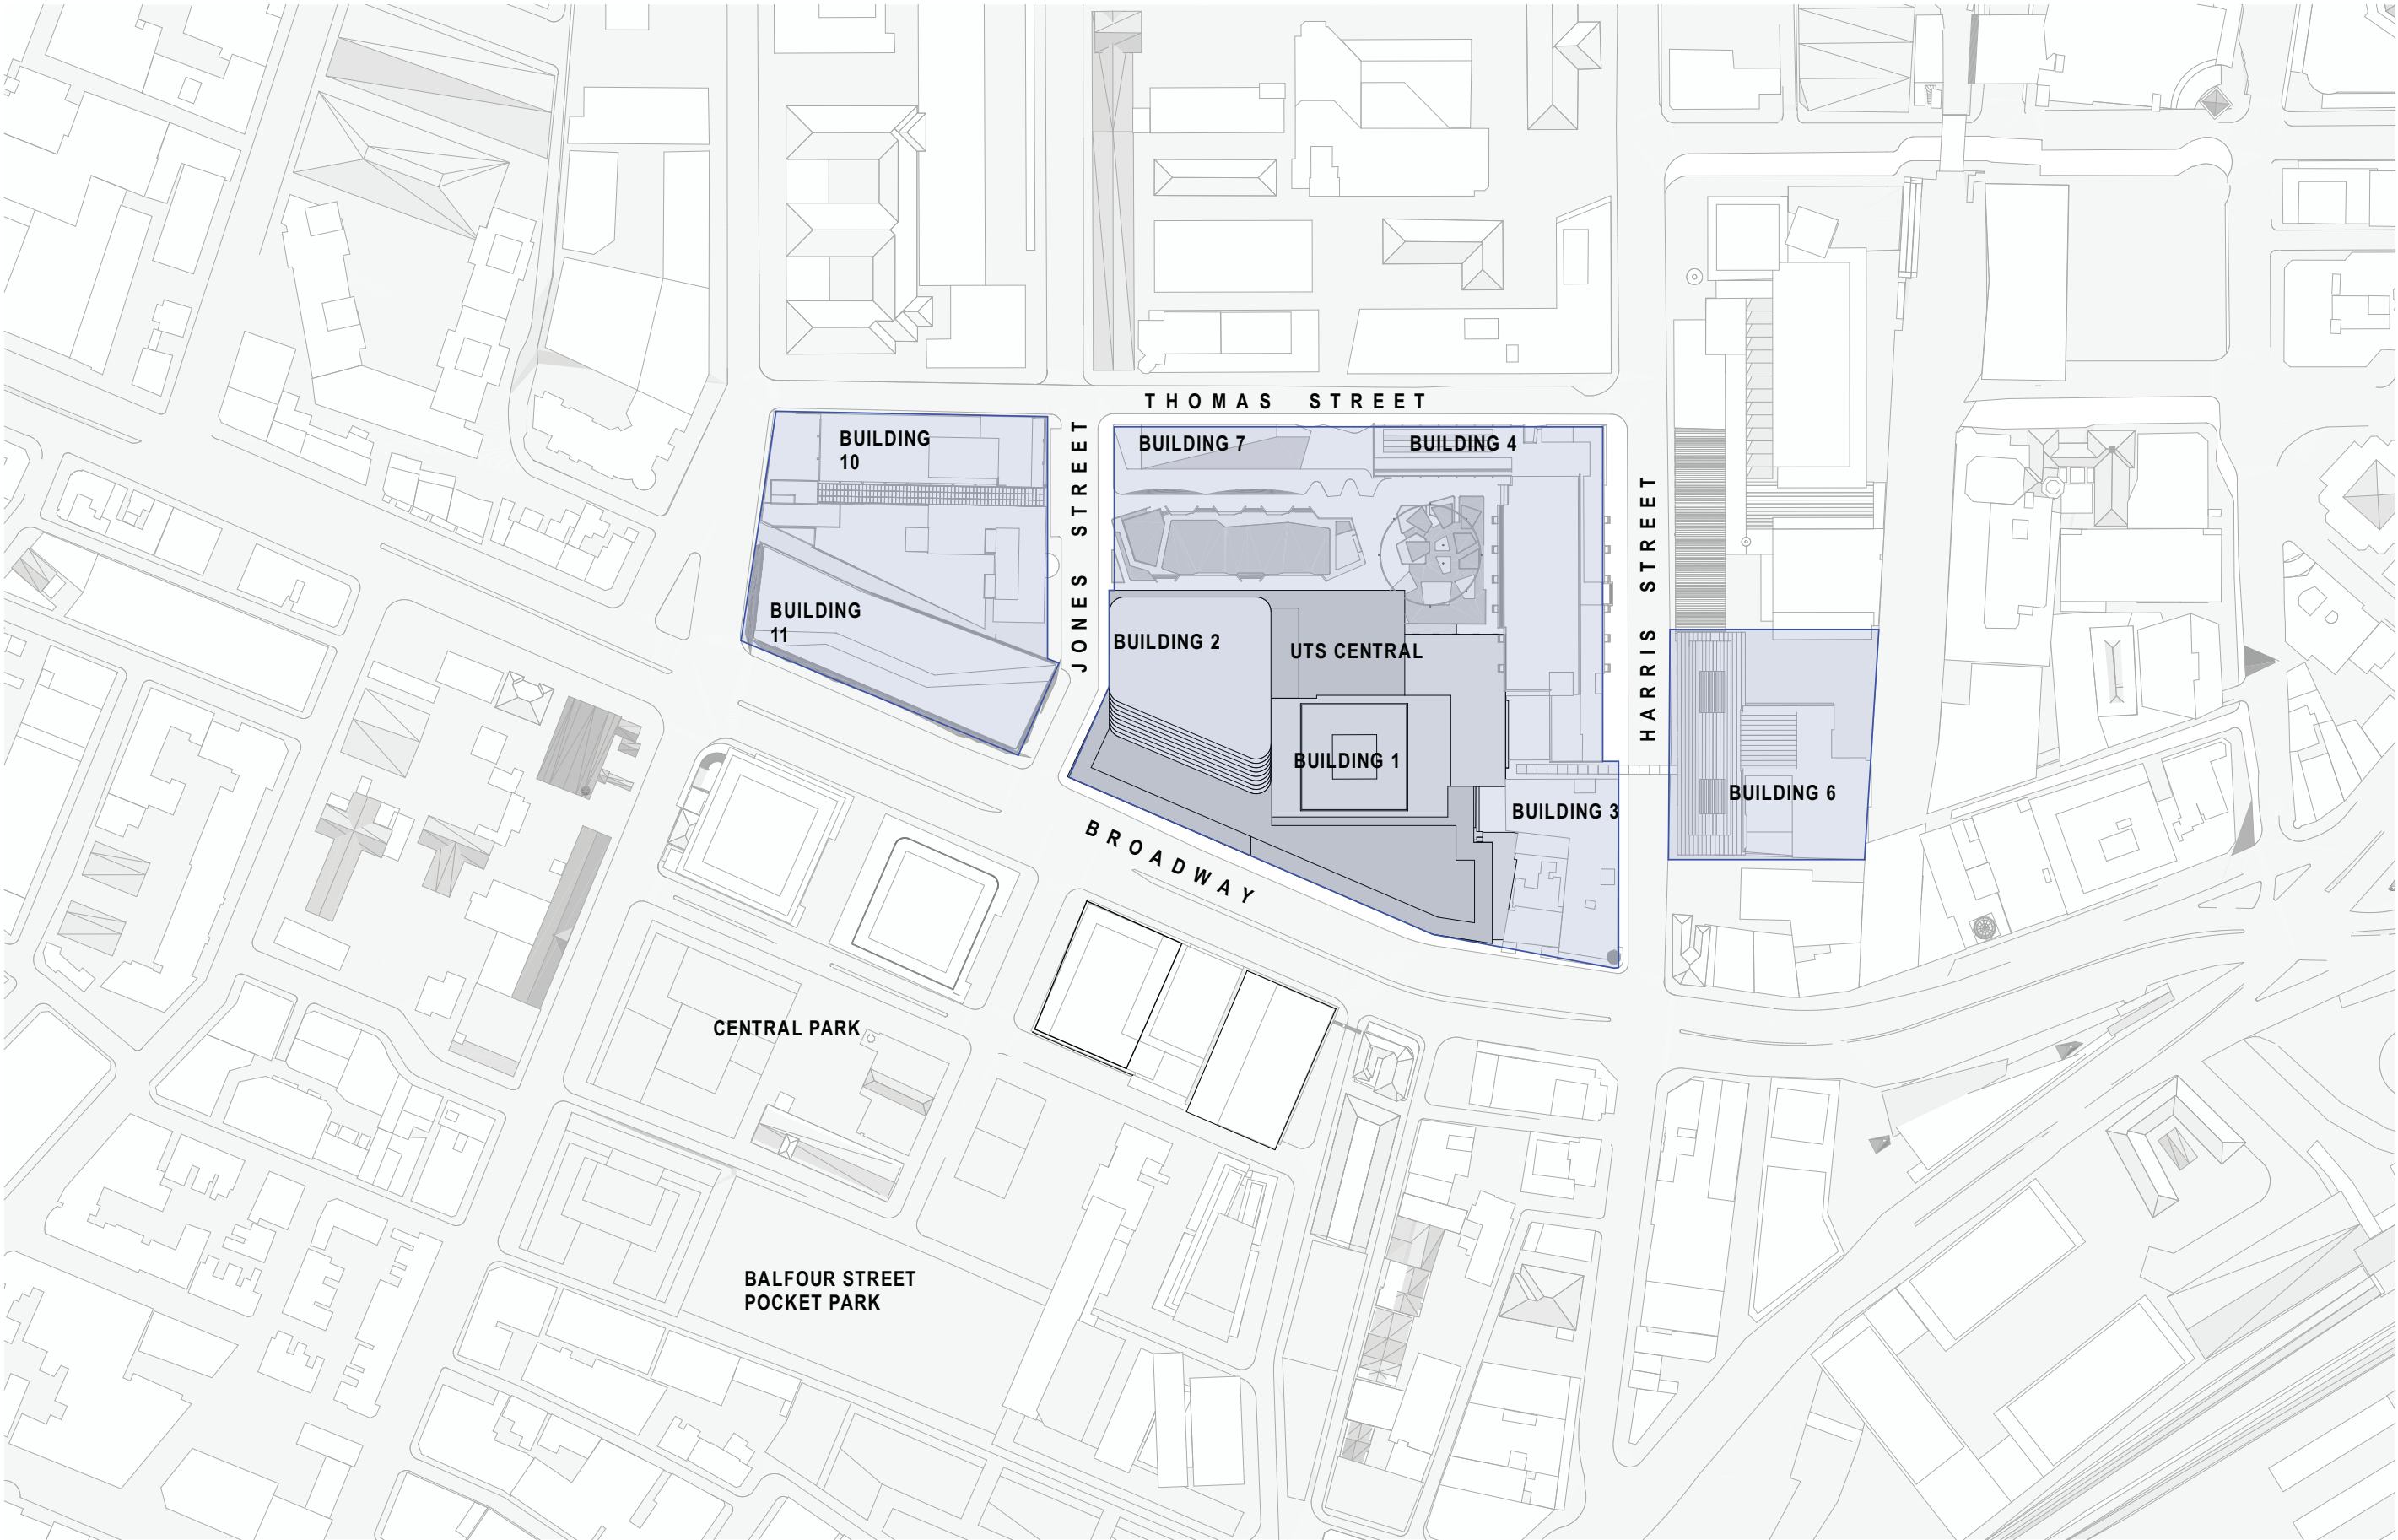 THOMAS STREET
BUILDING
10
JONES STREET
BUILDING 7
BUILDING 4
HARRIS STREET
BUILDING
11
BUILDING 2
UTS CENTRAL
BUILDING 1
BUILDING 3
BUILDING 6
BROADWAY
CENTRAL PARK
BALFOUR STREET
POCKET PARK